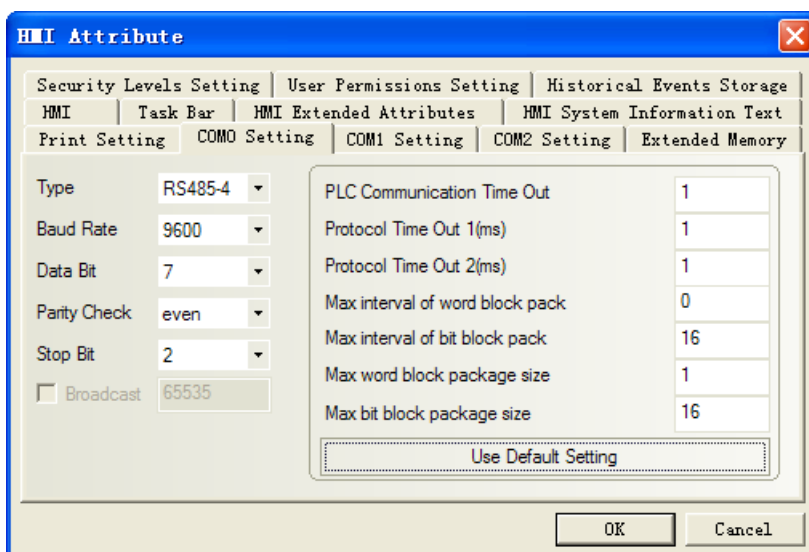 HMI Attribute
Security Levels Setting User Permissions Setting Historical Events Storage
HMI Task Bar HMI Extended Attributes HMI System Information Text
Print Setting COM0 Setting COM1 Setting COM2 Setting Extended Memory
Type RS485-4
Baud Rate 9600
Data Bit 7
Parity Check even
Stop Bit 2
Broadcast 65535
PLC Communication Time Out 1
Protocol Time Out 1(ms) 1
Protocol Time Out 2(ms) 1
Max interval of word block pack 0
Max interval of bit block pack 16
Max word block package size 1
Max bit block package size 16
Use Default Setting
OK Cancel